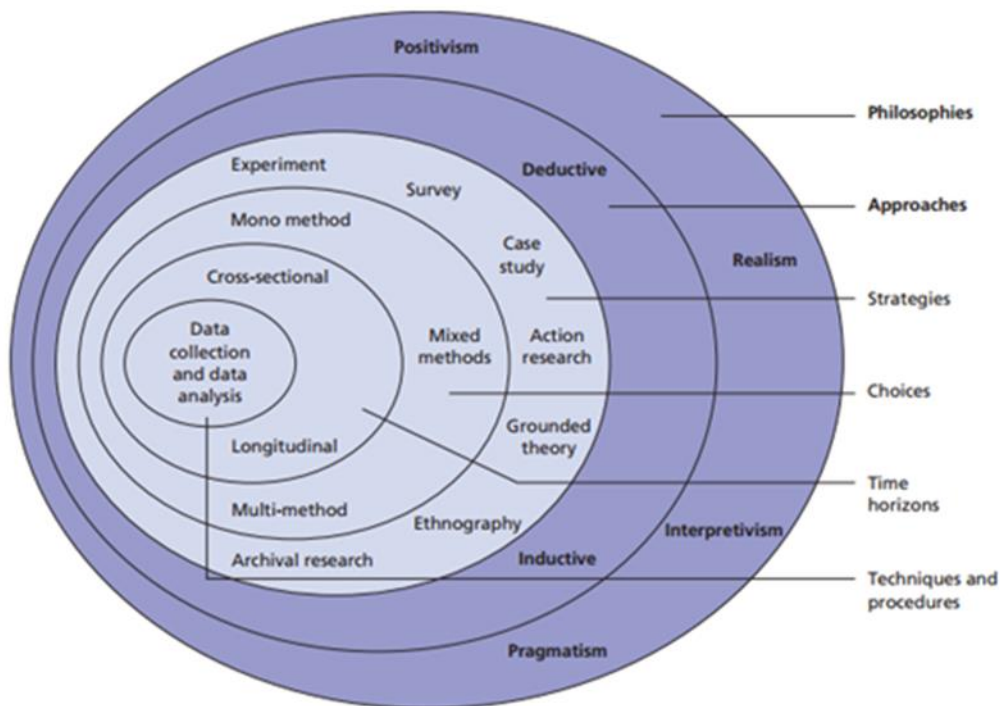 Positivism
Philosophies
Experiment
Deductive
Survey
Approaches
Mono method
Case
study
Realism
Cross-sectional
Strategies
Data
collection
and data
analysis
Mixed
methods
Action
research
Choices
Grounded
theory
Longitudinal
Time
horizons
Multi-method
Ethnography
Interpretivism
Archival research
Inductive
Techniques and
procedures
Pragmatism